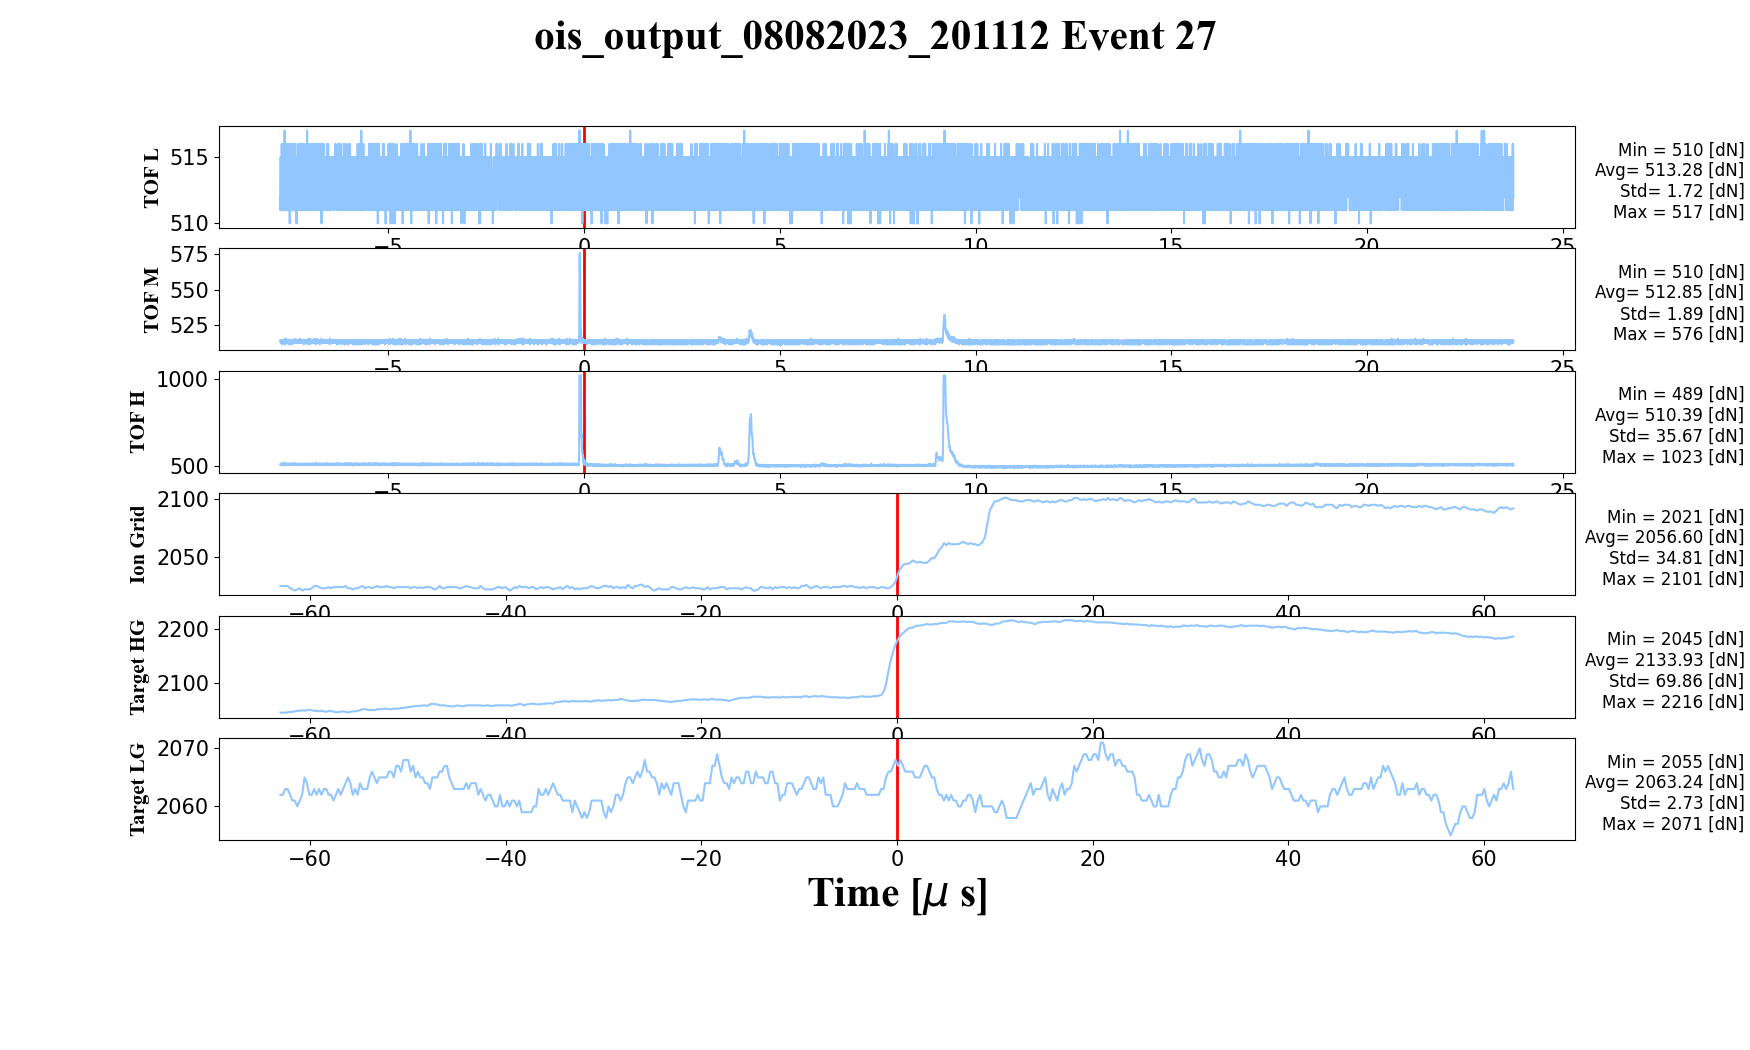 ois_output_08082023_201112 Event 27
TOF L
515
510
−5
0
5
10
15
20
25
Min = 510 [dN]
Avg= 513.28 [dN]
Std= 1.72 [dN]
Max = 517 [dN]
TOF M
575
550
525
−5
0
5
10
15
20
25
Min = 510 [dN]
Avg= 512.85 [dN]
Std= 1.89 [dN]
Max = 576 [dN]
TOF H
1000
500
−5
0
5
10
15
20
25
Min = 489 [dN]
Avg= 510.39 [dN]
Std= 35.67 [dN]
Max = 1023 [dN]
Ion Grid
2100
2050
−60
−40
−20
0
20
40
60
Min = 2021 [dN]
Avg= 2056.60 [dN]
Std= 34.81 [dN]
Max = 2101 [dN]
Target HG
2200
2100
−60
−40
−20
0
20
40
60
Min = 2045 [dN]
Avg= 2133.93 [dN]
Std= 69.86 [dN]
Max = 2216 [dN]
Target LG
2070
2060
−60
−40
−20
0
20
40
60
Min = 2055 [dN]
Avg= 2063.24 [dN]
Std= 2.73 [dN]
Max = 2071 [dN]
Time [μ s]